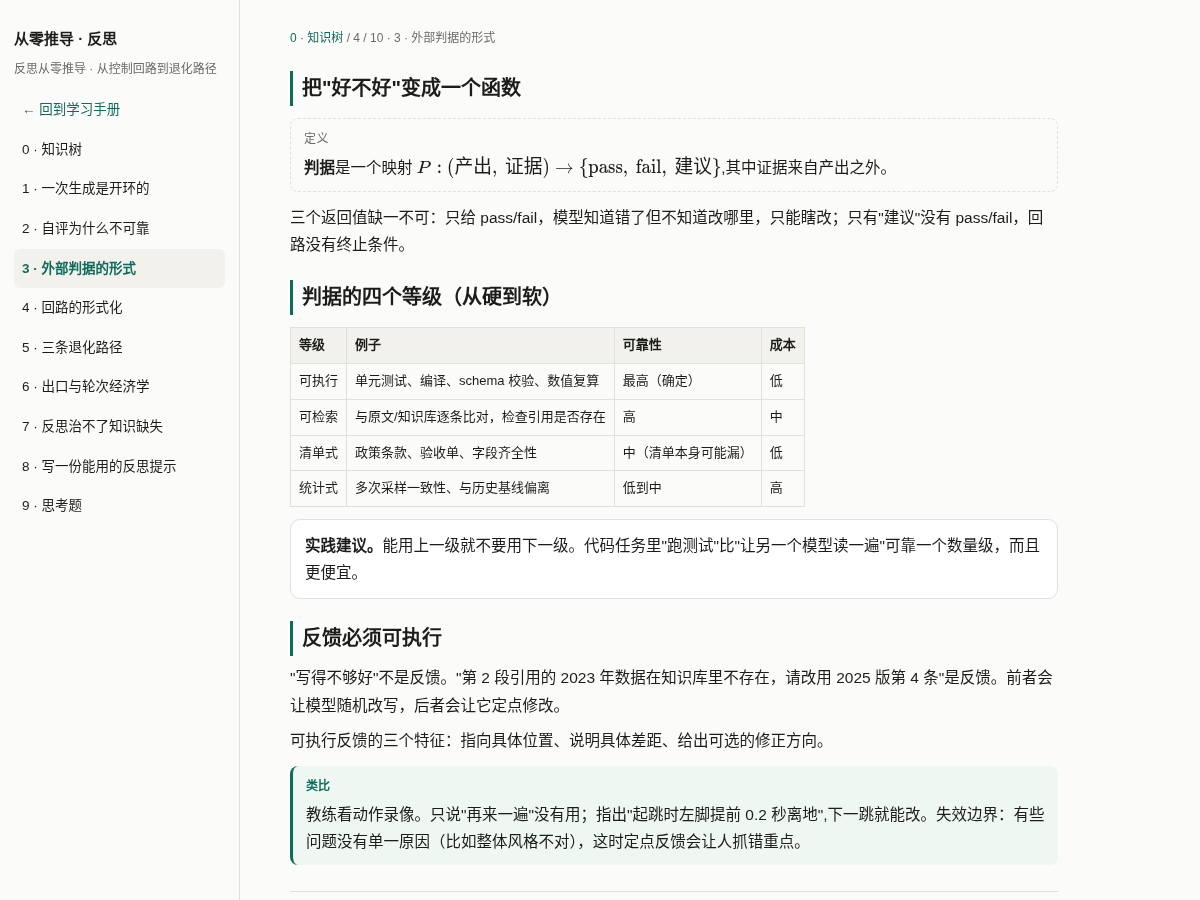 从零推导 · 反思
反思从零推导 · 从控制回路到退化路径
← 回到学习手册
0 · 知识树
1 · 一次生成是开环的
2 · 自评为什么不可靠
3 · 外部判据的形式
4 · 回路的形式化
5 · 三条退化路径
6 · 出口与轮次经济学
7 · 反思治不了知识缺失
8 · 写一份能用的反思提示
9 · 思考题
0 · 知识树 / 4 / 10 · 3 · 外部判据的形式
把"好不好"变成一个函数
定义
判据是一个映射 P : (产出, 证据) → {pass, fail, 建议},其中证据来自产出之外。
三个返回值缺一不可：只给 pass/fail，模型知道错了但不知道改哪里，只能瞎改；只有"建议"没有 pass/fail，回
路没有终止条件。
判据的四个等级（从硬到软）
等级 例子 可靠性 成本
可执行 单元测试、编译、schema 校验、数值复算 最高（确定） 低
可检索 与原文/知识库逐条比对，检查引用是否存在 高 中
清单式 政策条款、验收单、字段齐全性 中（清单本身可能漏） 低
统计式 多次采样一致性、与历史基线偏离 低到中 高
实践建议。能用上一级就不要用下一级。代码任务里"跑测试"比"让另一个模型读一遍"可靠一个数量级，而且
更便宜。
反馈必须可执行
"写得不够好"不是反馈。"第 2 段引用的 2023 年数据在知识库里不存在，请改用 2025 版第 4 条"是反馈。前者会
让模型随机改写，后者会让它定点修改。
可执行反馈的三个特征：指向具体位置、说明具体差距、给出可选的修正方向。
类比
教练看动作录像。只说"再来一遍"没有用；指出"起跳时左脚提前 0.2 秒离地",下一跳就能改。失效边界：有些
问题没有单一原因（比如整体风格不对），这时定点反馈会让人抓错重点。